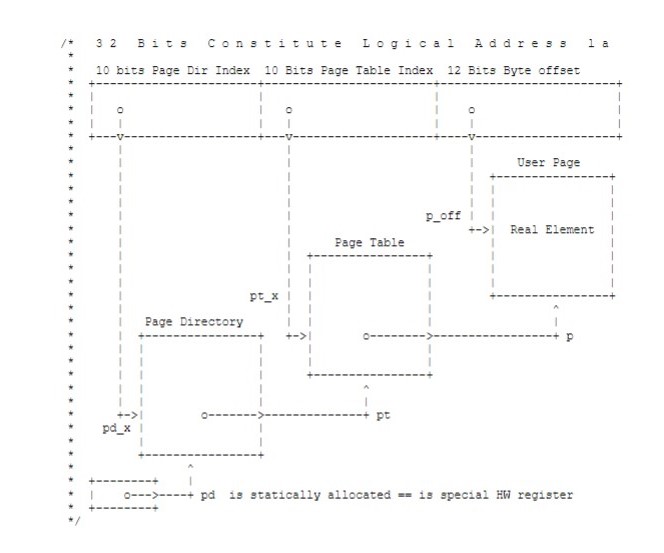 /* 3 2 B i t s C o n s t i t u t e L o g i c a l A d d r e s s l a
*
* 10 bits Page Dir Index 10 Bits Page Table Index 12 Bits Byte offset
* +----------------+----------------+-----------------+
* | | | |
* | o | o | o |
* | | | | | | |
* +--v-------------+--v-------------+---v-------------+
* | | | User Page
* | | | +-----------+
* | | | | |
* | | p_off | | |
* | | +->| Real Element |
* | | Page Table | |
* | | +-----------+ | |
* | | | | | |
* | pt_x | | | +-----------+
* | | | | ^
* | Page Directory | | | |
* | +-----------+ +->| o----->------------+ p
* | | | | |
* | | | +-----------+
* | | | ^
* | | | |
* +->| o----->----------+ pt
* pd_x | |
* +-----------+
* ^
* +------+ |
* | o--->----+ pd is statically allocated == is special HW register
* +------+
*/